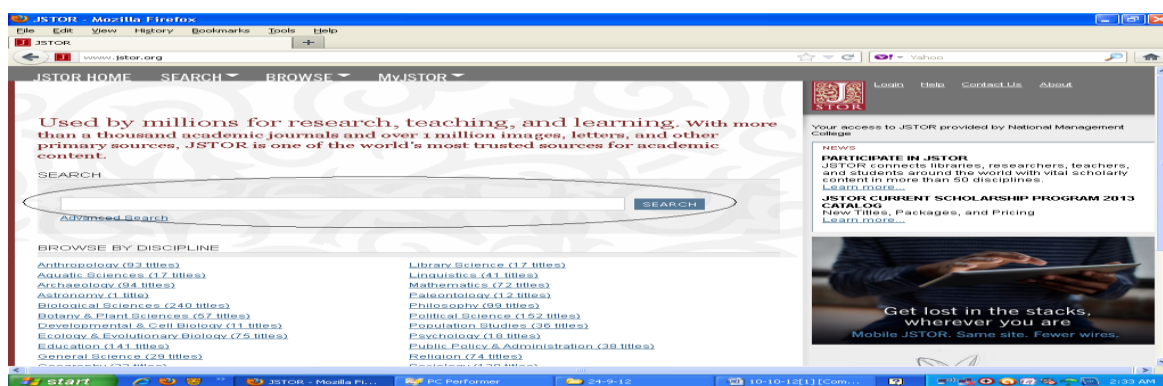 JSTOR - Mozilla Firefox
File Edit View History Bookmarks Tools Help
JSTOR
www.jstor.org
Yahoo
JSTOR HOME SEARCH BROWSE MyJSTOR
Login Help Contact Us About
JSTOR
Used by millions for research, teaching, and learning. With more
than a thousand academic journals and over 1 million images, letters, and other
primary sources, JSTOR is one of the world's most trusted sources for academic
content.
SEARCH
SEARCH
Advanced Search
BROWSE BY DISCIPLINE
Anthropology (93 titles)
Aquatic Sciences (17 titles)
Archaeology (94 titles)
Astronomy (1 title)
Biological Sciences (240 titles)
Botany & Plant Sciences (57 titles)
Developmental & Cell Biology (11 titles)
Ecology & Evolutionary Biology (75 titles)
Education (141 titles)
General Science (29 titles)
Library Science (17 titles)
Linguistics (41 titles)
Mathematics (72 titles)
Paleontology (12 titles)
Philosophy (99 titles)
Political Science (152 titles)
Population Studies (36 titles)
Psychology (18 titles)
Public Policy & Administration (38 titles)
Religion (74 titles)
Your access to JSTOR provided by National Management
College
NEWS
PARTICIPATE IN JSTOR
JSTOR connects libraries, researchers, teachers,
and students around the world with vital scholarly
content in more than 50 disciplines.
Learn more...
JSTOR CURRENT SCHOLARSHIP PROGRAM 2013
CATALOG
New Titles, Packages, and Pricing
Learn more...
Get lost in the stacks,
wherever you are
Mobile JSTOR. Same site. Fewer wires.
start
JSTOR - Mozilla Fi...
PC Performer
24-9-12
10-10-12[1] [Com...
2:33 AM